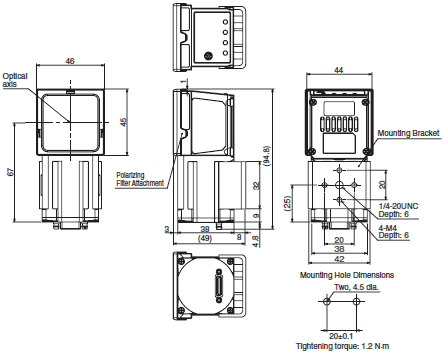 46
Optical
axis
45
67
Polarizing
Filter Attachment
1
(94.8)
32
9
4.8
3
38
(49)
8
44
Mounting Bracket
20
(25)
1/4-20UNC
Depth: 6
4-M4
Depth: 6
20
38
42
Mounting Hole Dimensions
Two, 4.5 dia.
20±0.1
Tightening torque: 1.2 N·m